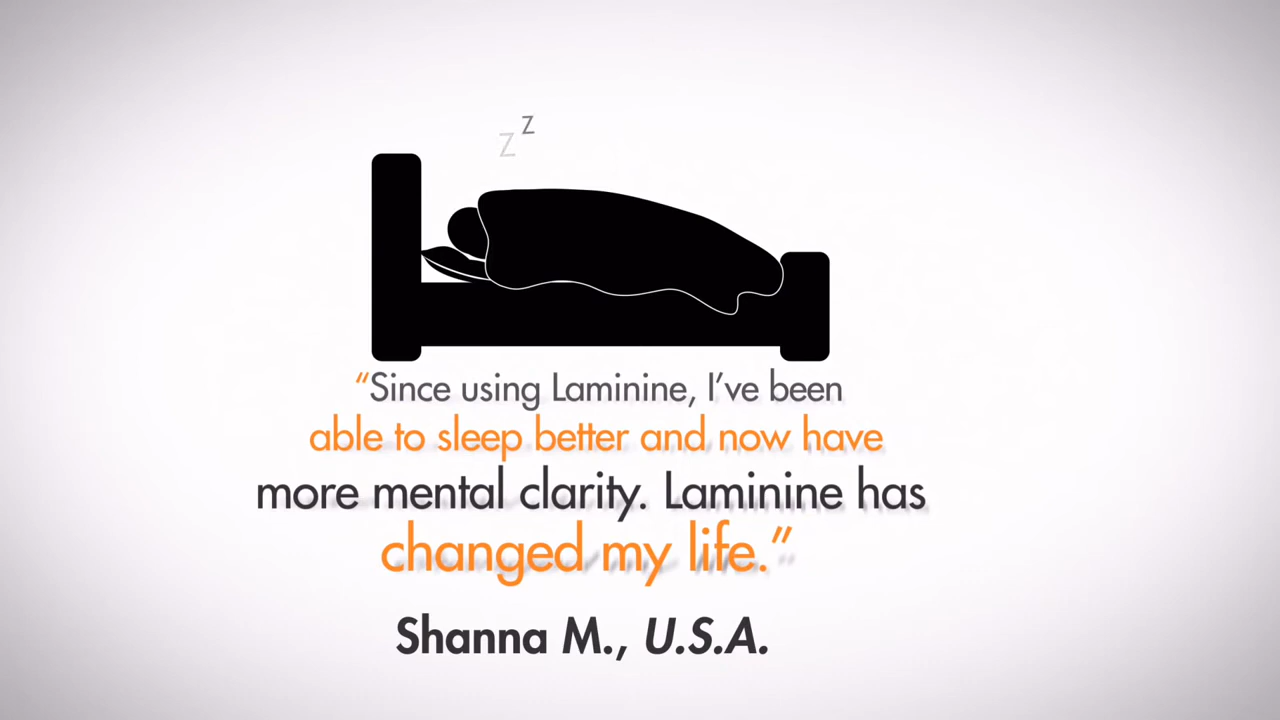 z
z
“Since using Laminine, I’ve been
able to sleep better and now have
more mental clarity. Laminine has
changed my life.”
Shanna M., U.S.A.